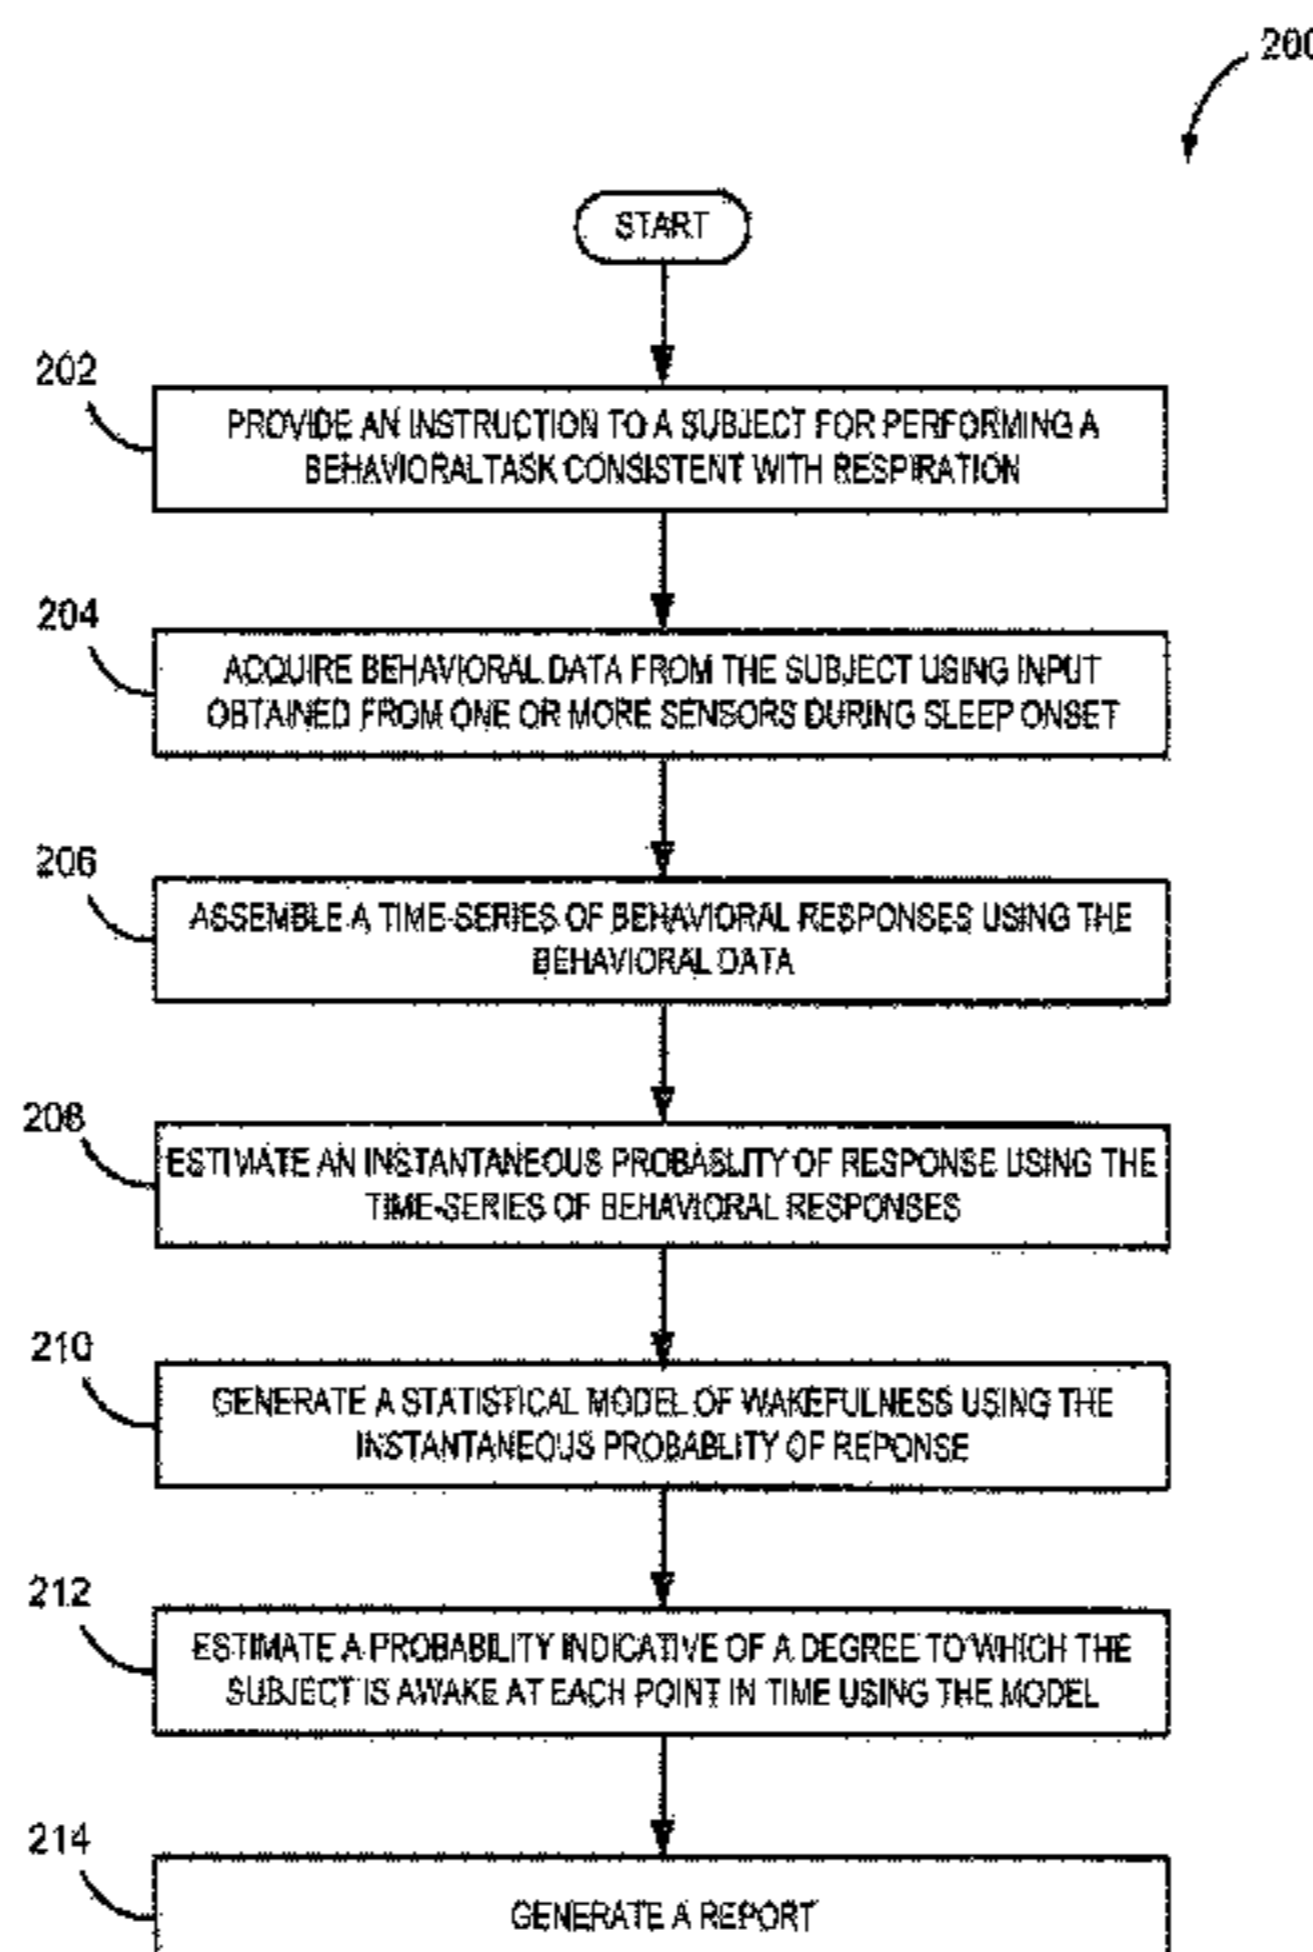 200
START
202
PROVIDE AN INSTRUCTION TO A SUBJECT FOR PERFORMING A
BEHAVIORAL TASK CONSISTENT WITH RESPIRATION
204
ACQUIRE BEHAVIORAL DATA FROM THE SUBJECT USING INPUT
OBTAINED FROM ONE OR MORE SENSORS DURING SLEEP ONSET
206
ASSEMBLE A TIME-SERIES OF BEHAVIORAL RESPONSES USING THE
BEHAVIORAL DATA
208
ESTIMATE AN INSTANTANEOUS PROBASLITY OF RESPONSE USING THE
TIME-SERIES OF BEHAVIORAL RESPONSES
210
GENERATE A STATISTICAL MODEL OF WAKEFULNESS USING THE
INSTANTANEOUS PROBABLITY OF REPONSE
212
ESTIMATE A PROBABILITY INDICATIVE OF A DEGREE TO WHICH THE
SUBJECT IS AWAKE AT EACH POINT IN TIME USING THE MODEL
214
GENERATE A REPORT